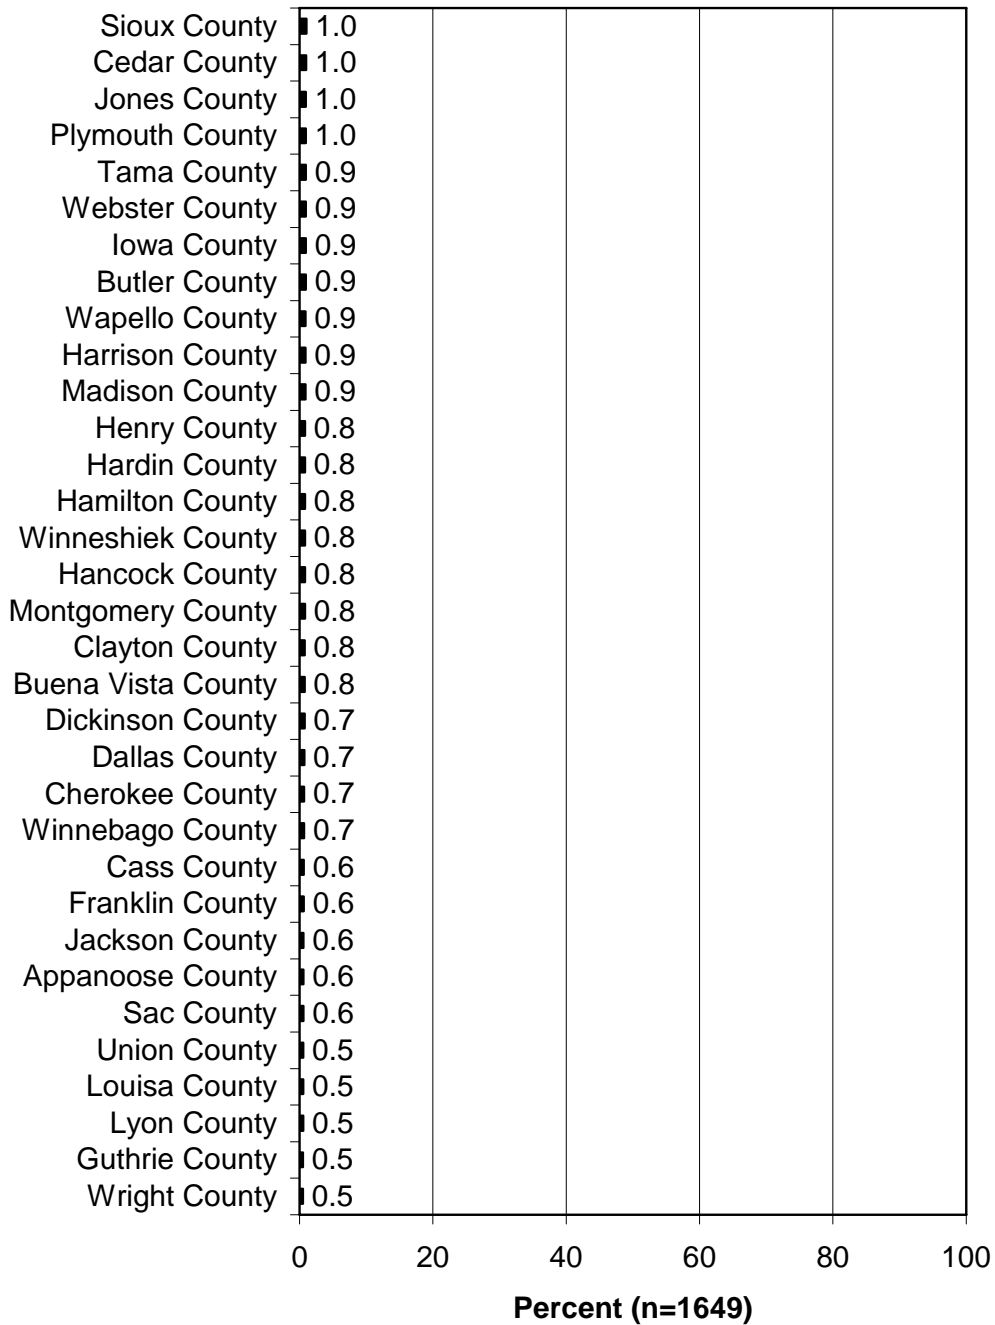 Sioux County 1.0
Cedar County 1.0
Jones County 1.0
Plymouth County 1.0
Tama County 0.9
Webster County 0.9
Iowa County 0.9
Butler County 0.9
Wapello County 0.9
Harrison County 0.9
Madison County 0.9
Henry County 0.8
Hardin County 0.8
Hamilton County 0.8
Winneshiek County 0.8
Hancock County 0.8
Montgomery County 0.8
Clayton County 0.8
Buena Vista County 0.8
Dickinson County 0.7
Dallas County 0.7
Cherokee County 0.7
Winnebago County 0.7
Cass County 0.6
Franklin County 0.6
Jackson County 0.6
Appanoose County 0.6
Sac County 0.6
Union County 0.5
Louisa County 0.5
Lyon County 0.5
Guthrie County 0.5
Wright County 0.5
0 20 40 60 80 100
Percent (n=1649)